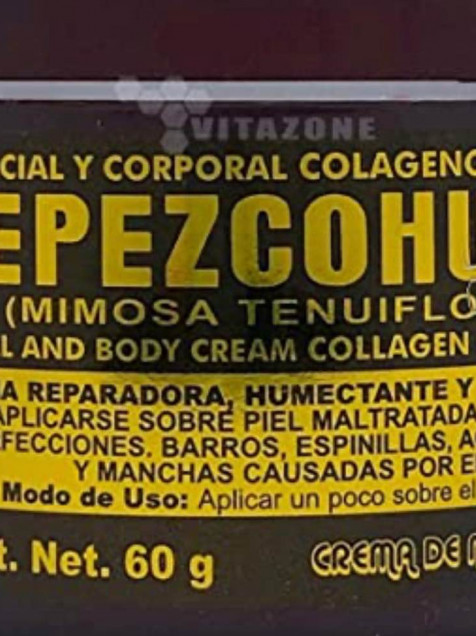 VITAZONE
CIAL Y CORPORAL COLAGENO
EPEZCOHU
(MIMOSA TENUIFLO
L AND BODY CREAM COLLAGEN
A REPARADORA, HUMECTANTE Y
APLICARSE SOBRE PIEL MALTRATADA
FECCIONES. BARROS, ESPINILLAS, A
Y MANCHAS CAUSADAS POR E
Modo de Uso: Aplicar un poco sobre el
t. Net. 60 g
CREMA DE